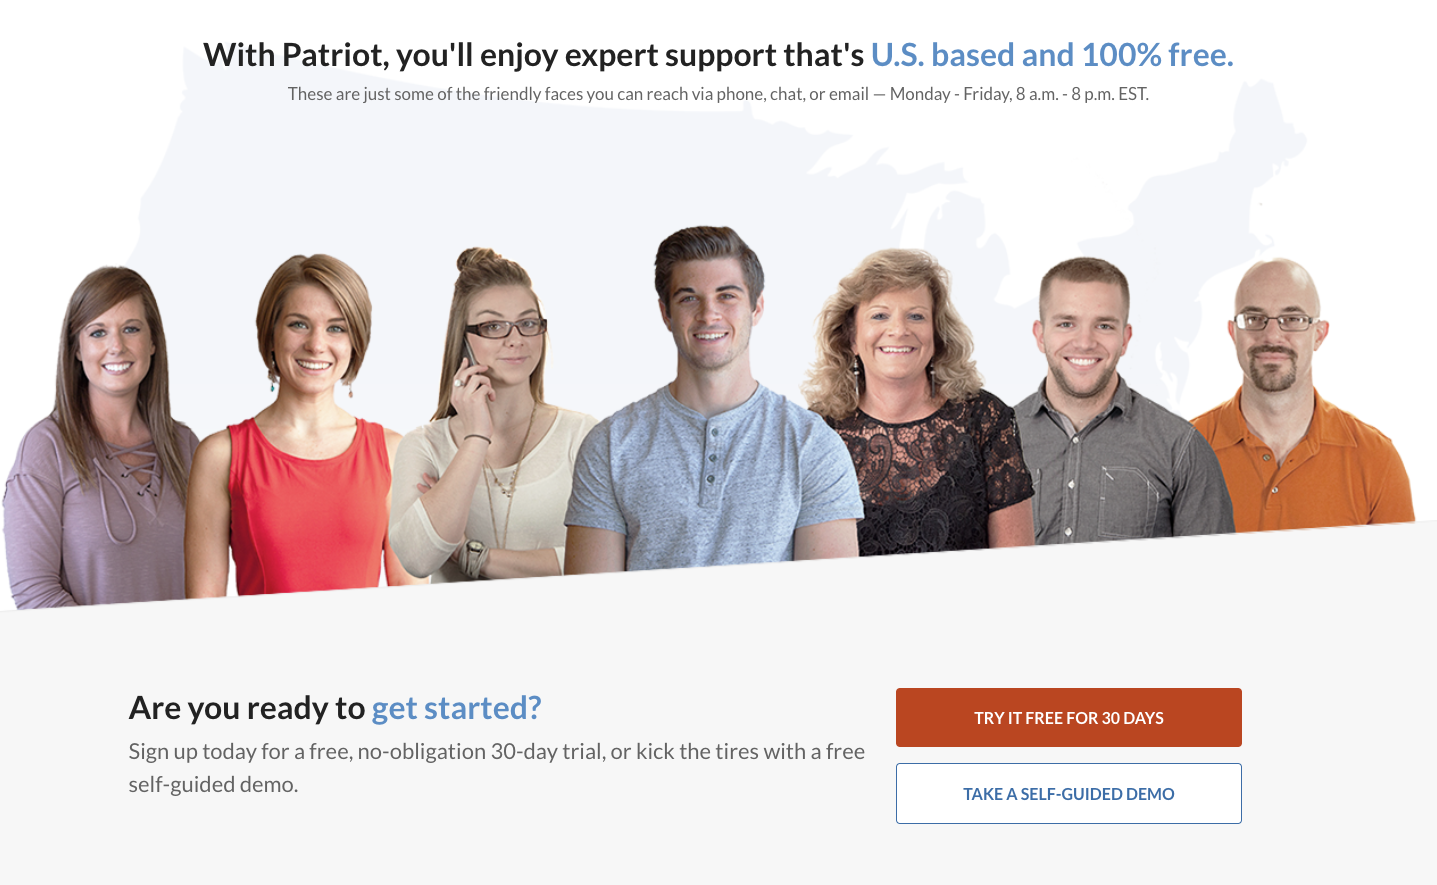 With Patriot, you'll enjoy expert support that's U.S. based and 100% free.
These are just some of the friendly faces you can reach via phone, chat, or email — Monday - Friday, 8 a.m. - 8 p.m. EST.
Are you ready to get started?
Sign up today for a free, no-obligation 30-day trial, or kick the tires with a free
self-guided demo.
TRY IT FREE FOR 30 DAYS
TAKE A SELF-GUIDED DEMO